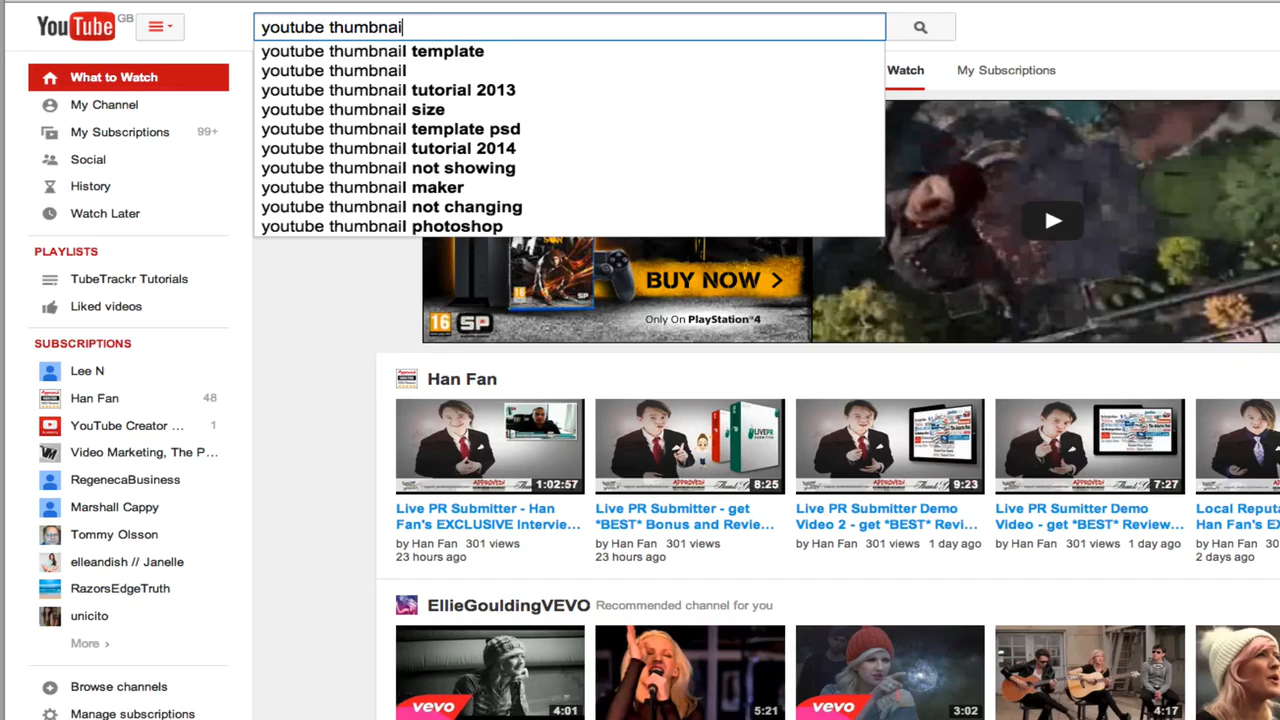 YouTube GB
youtube thumbnai
youtube thumbnail template
youtube thumbnail
youtube thumbnail tutorial 2013
youtube thumbnail size
youtube thumbnail template psd
youtube thumbnail tutorial 2014
youtube thumbnail not showing
youtube thumbnail maker
youtube thumbnail not changing
youtube thumbnail photoshop
What to Watch
My Channel
My Subscriptions 99+
Social
History
Watch Later
PLAYLISTS
TubeTrackr Tutorials
Liked videos
SUBSCRIPTIONS
Lee N
Han Fan 48
YouTube Creator ... 1
Video Marketing, The P...
RegenecaBusiness
Marshall Cappy
Tommy Olsson
elleandish // Janelle
RazorsEdgeTruth
unicito
More ›
Browse channels
Manage subscriptions
Watch My Subscriptions
BUY NOW >
16 SP
Only On PlayStation 4
Han Fan
1:02:57
8:25
9:23
7:27
Live PR Submitter - Han
Fan's EXCLUSIVE Intervie...
by Han Fan 301 views
23 hours ago
Live PR Submitter - get
*BEST* Bonus and Revie...
by Han Fan 301 views
23 hours ago
Live PR Sumitter Demo
Video 2 - get *BEST* Revi...
by Han Fan 301 views 1 day ago
Live PR Sumitter Demo
Video - get *BEST* Review...
by Han Fan 301 views 1 day ago
Local Reputa
Han Fan's EX
by Han Fan 30
2 days ago
EllieGouldingVEVO Recommended channel for you
vevo 4:01
5:21
vevo 3:02
4:17